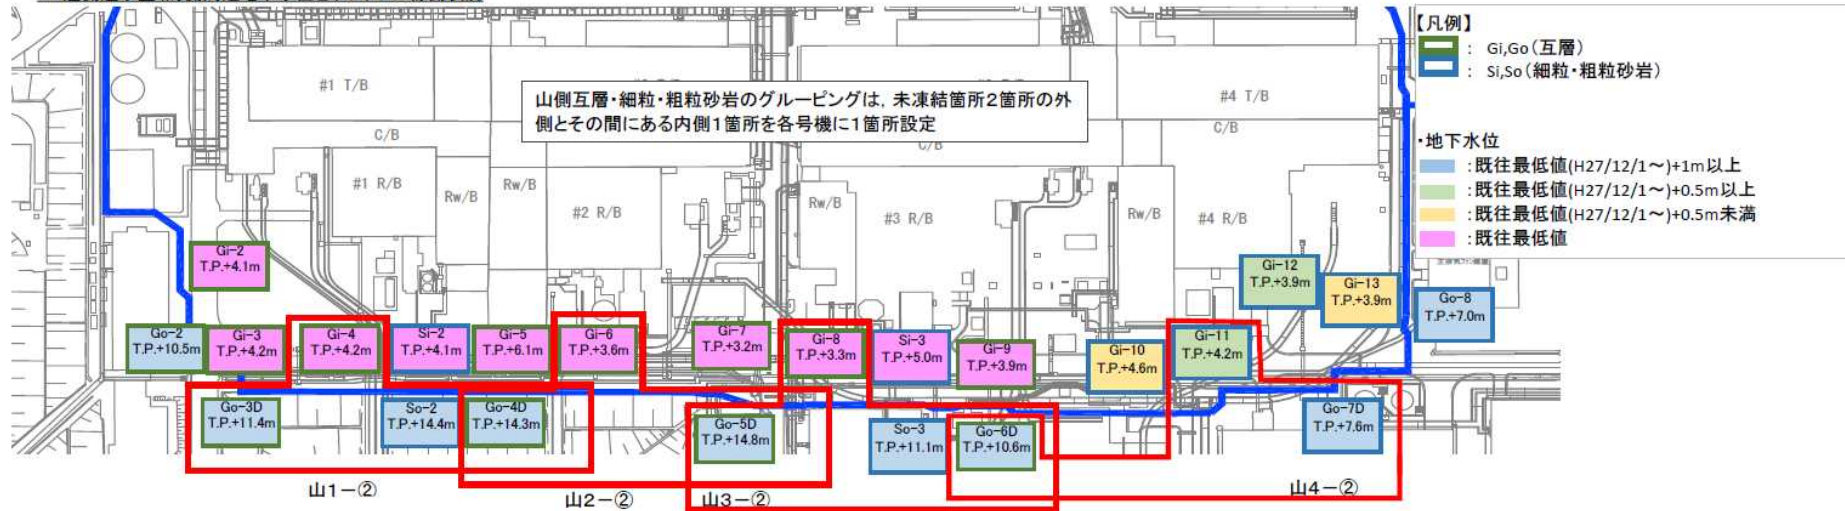 【凡例】
： Gi,Go（互層）
： Si,So（細粒・粗粒砂岩）
・地下水位
：既往最低値(H27/12/1～)+1m以上
：既往最低値(H27/12/1～)+0.5m以上
：既往最低値(H27/12/1～)+0.5m未満
：既往最低値
#1 T/B
#4 T/B
山側互層・細粒・粗粒砂岩のグルーピングは，未凍結箇所２箇所の外
側とその間にある内側１箇所を各号機に１箇所設定
C/B
C/B
C/B
#1 R/B
Rw/B
Rw/B
#2 R/B
Rw/B
#3 R/B
Rw/B
#4 R/B
Gi-2
T.P.+4.1m
Gi-12
T.P.+3.9m
Gi-13
T.P.+3.9m
Go-8
T.P.+7.0m
Go-2
T.P.+10.5m
Gi-3
T.P.+4.2m
Gi-4
T.P.+4.2m
Si-2
T.P.+4.1m
Gi-5
T.P.+6.1m
Gi-6
T.P.+3.6m
Gi-7
T.P.+3.2m
Gi-8
T.P.+3.3m
Si-3
T.P.+5.0m
Gi-9
T.P.+3.9m
Gi-10
T.P.+4.6m
Gi-11
T.P.+4.2m
Go-3D
T.P.+11.4m
So-2
T.P.+14.4m
Go-4D
T.P.+14.3m
Go-5D
T.P.+14.8m
So-3
T.P.+11.1m
Go-6D
T.P.+10.6m
Go-7D
T.P.+7.6m
山１－②
山２－②
山３－②
山４－②